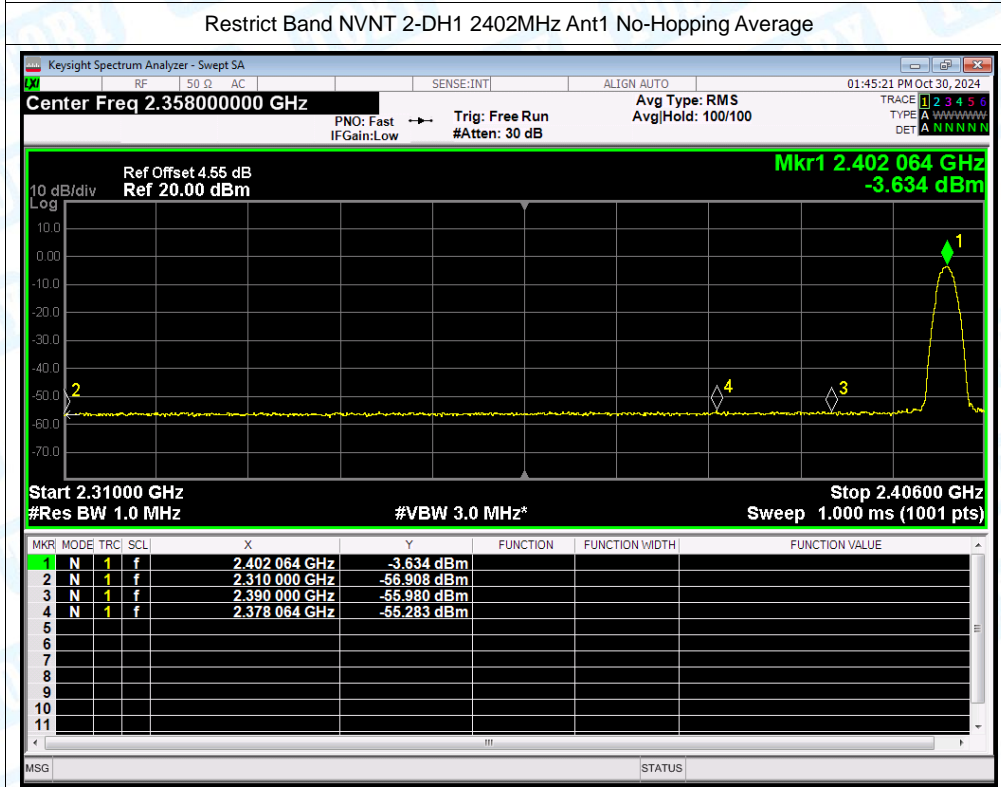 Restrict Band NVNT 2-DH1 2402MHz Ant1 No-Hopping Average
Keysight Spectrum Analyzer - Swept SA
LXI RF 50 Ω AC SENSE:INT ALIGN AUTO 01:45:21 PM Oct 30, 2024
Center Freq 2.358000000 GHz
PNO: Fast
IFGain:Low
Trig: Free Run
#Atten: 30 dB
Avg Type: RMS
Avg|Hold: 100/100
TRACE 1 2 3 4 5 6
TYPE A WWWWW
DET A N N N N N
Mkr1 2.402 064 GHz
-3.634 dBm
Ref Offset 4.55 dB
10 dB/div Ref 20.00 dBm
Log
10.0
0.00
-10.0
-20.0
-30.0
-40.0
-50.0
-60.0
-70.0
1
2
4
3
Start 2.31000 GHz Stop 2.40600 GHz
#Res BW 1.0 MHz #VBW 3.0 MHz* Sweep 1.000 ms (1001 pts)
MKR MODE TRC SCL X Y FUNCTION FUNCTION WIDTH FUNCTION VALUE
1 N 1 f 2.402 064 GHz -3.634 dBm
2 N 1 f 2.310 000 GHz -56.908 dBm
3 N 1 f 2.390 000 GHz -55.980 dBm
4 N 1 f 2.378 064 GHz -55.283 dBm
5
6
7
8
9
10
11
MSG STATUS